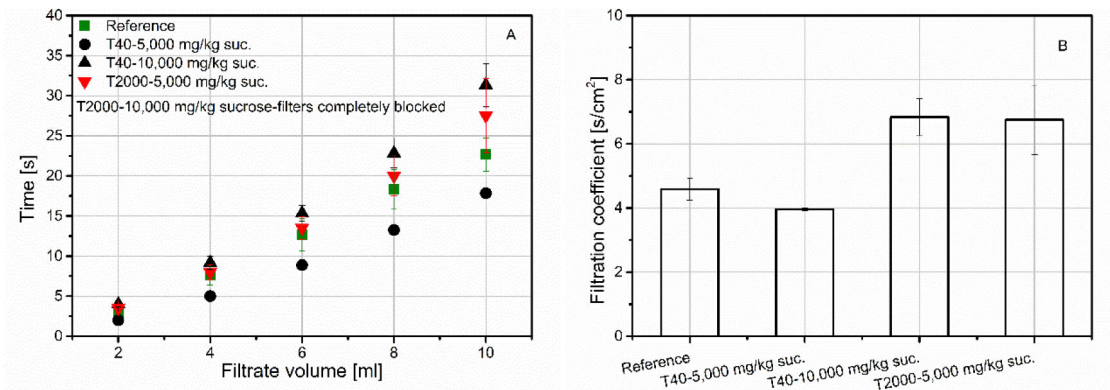 A
Reference
T40-5,000 mg/kg suc.
T40-10,000 mg/kg suc.
T2000-5,000 mg/kg suc.
T2000-10,000 mg/kg sucrose-filters completely blocked
Time [s]
40
35
30
25
20
15
10
5
0
2 4 6 8 10
Filtrate volume [ml]
B
Filtration coefficient [s/cm²]
10
8
6
4
2
0
Reference
T40-5,000 mg/kg suc.
T40-10,000 mg/kg suc.
T2000-5,000 mg/kg suc.